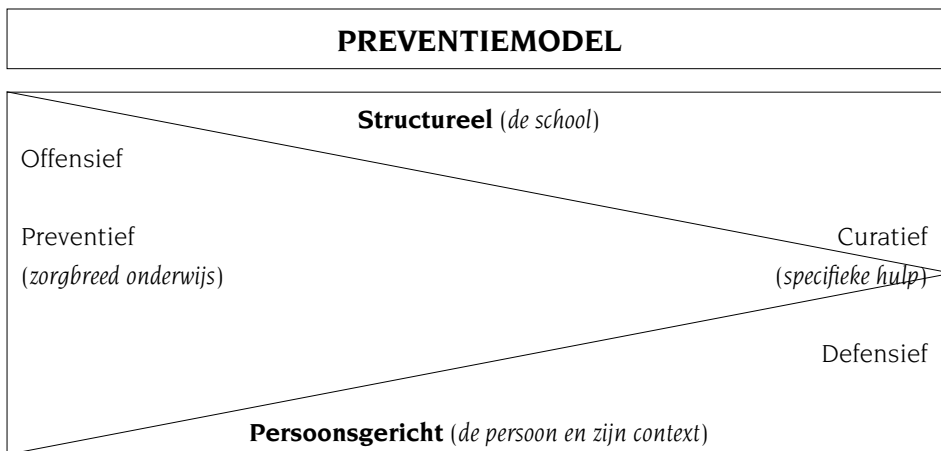 PREVENTIEMODEL
Structureel (de school)
Offensief
Preventief
(zorgbreed onderwijs)
Curatief
(specifieke hulp)
Defensief
Persoonsgericht (de persoon en zijn context)